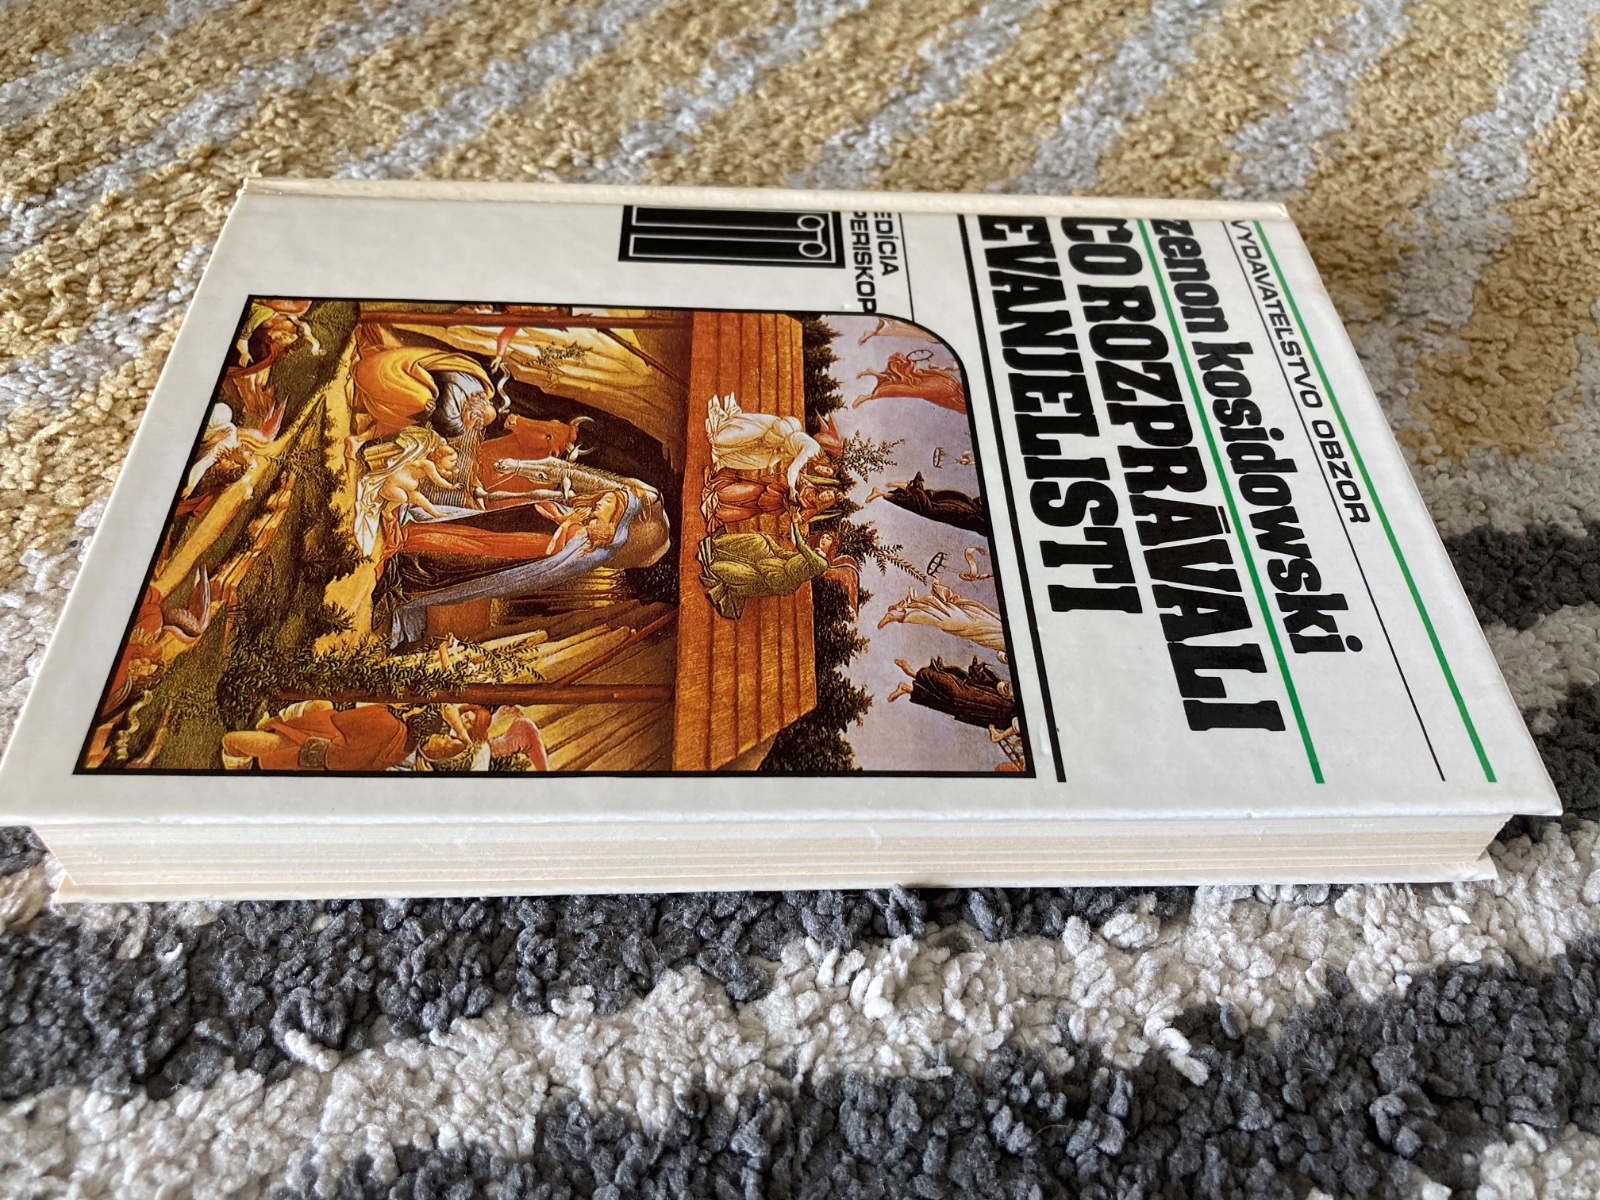 VYDAVATEĽSTVO OBZOR
zenon kosidowski
ČO ROZPRÁVALI
EVANJELISTI
EDÍCIA
PERISKOP